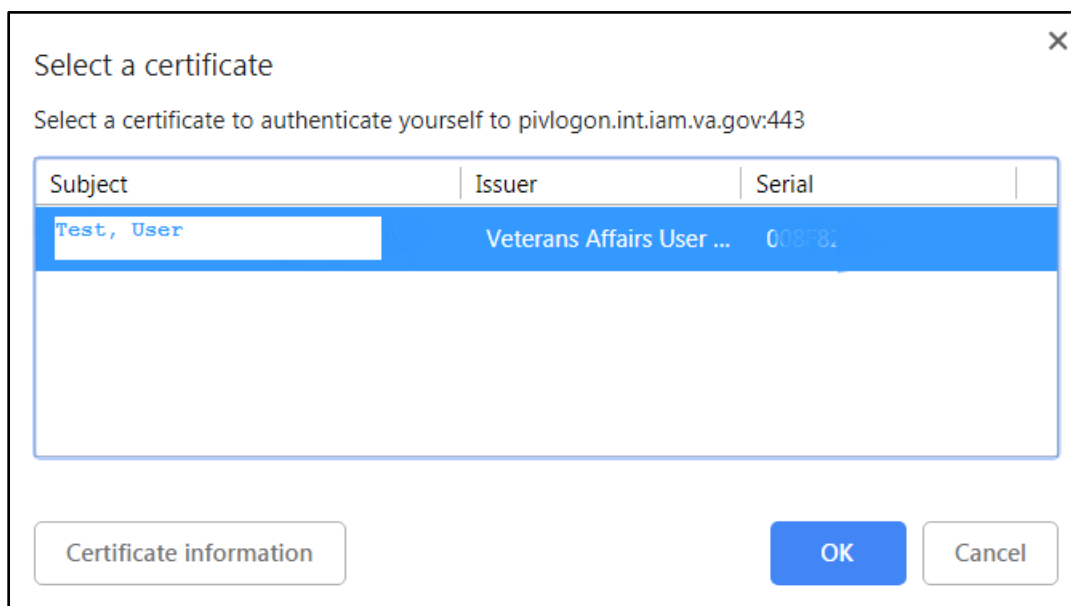 Select a certificate
Select a certificate to authenticate yourself to pivlogon.int.iam.va.gov:443
Subject Issuer Serial
Test, User Veterans Affairs User ...
Certificate information OK Cancel